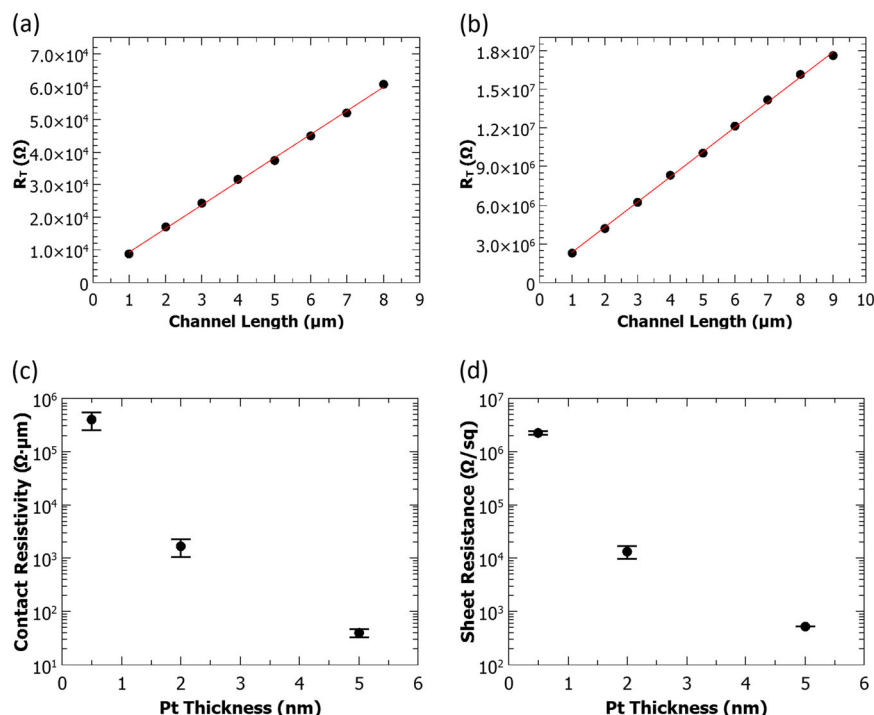 (a)
7.0×10⁴
6.0×10⁴
5.0×10⁴
4.0×10⁴
3.0×10⁴
2.0×10⁴
1.0×10⁴
0
R_T (Ω)
0 1 2 3 4 5 6 7 8 9
Channel Length (µm)
(b)
1.8×10⁷
1.5×10⁷
1.2×10⁷
9.0×10⁶
6.0×10⁶
3.0×10⁶
0
R_T (Ω)
0 1 2 3 4 5 6 7 8 9 10
Channel Length (µm)
(c)
10⁶
10⁵
10⁴
10³
10²
10¹
Contact Resistivity (Ω·µm)
0 1 2 3 4 5 6
Pt Thickness (nm)
(d)
10⁷
10⁶
10⁵
10⁴
10³
10²
Sheet Resistance (Ω/sq)
0 1 2 3 4 5 6
Pt Thickness (nm)